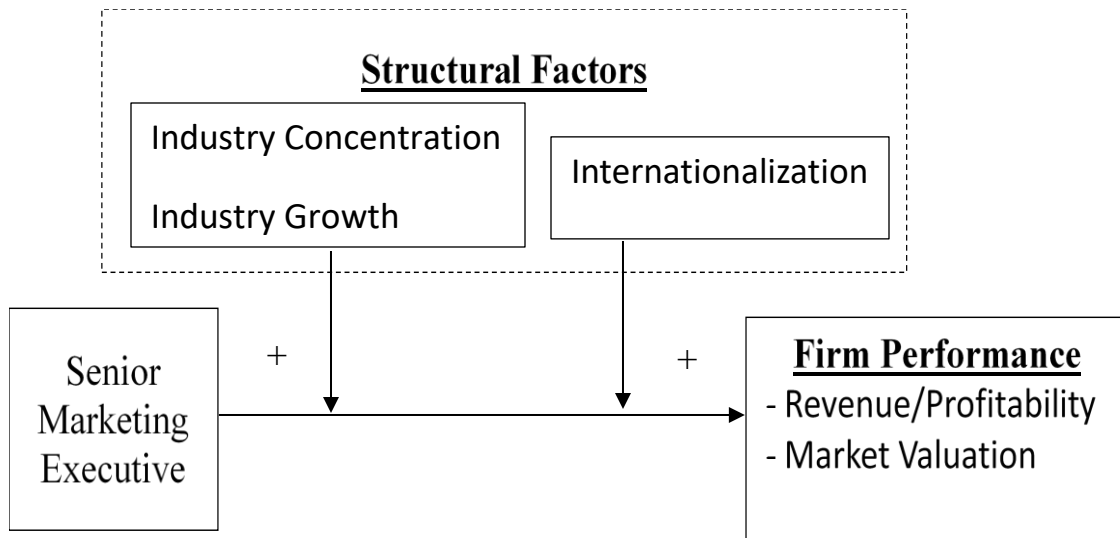 Structural Factors
Industry Concentration
Industry Growth
Internationalization
+
+
Senior
Marketing
Executive
Firm Performance
- Revenue/Profitability
- Market Valuation